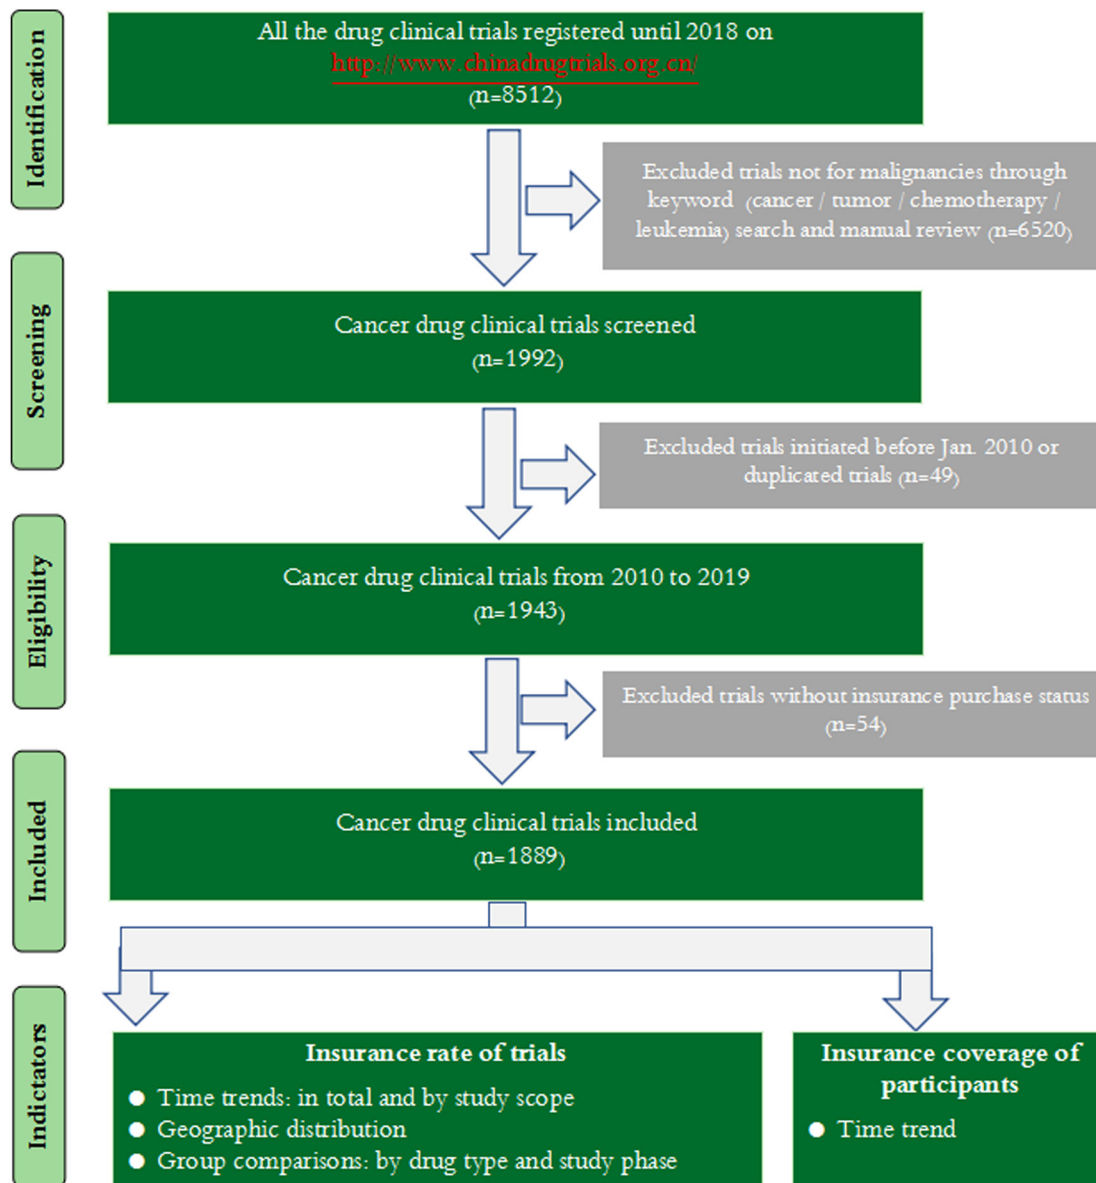 Identification
All the drug clinical trials registered until 2018 on
http://www.chinadrugtrials.org.cn/
(n=8512)
Excluded trials not for malignancies through
keyword (cancer / tumor / chemotherapy /
leukemia) search and manual review (n=6520)
Screening
Cancer drug clinical trials screened
(n=1992)
Excluded trials initiated before Jan. 2010 or
duplicated trials (n=49)
Eligibility
Cancer drug clinical trials from 2010 to 2019
(n=1943)
Excluded trials without insurance purchase status
(n=54)
Included
Cancer drug clinical trials included
(n=1889)
Indictators
Insurance rate of trials
● Time trends: in total and by study scope
● Geographic distribution
● Group comparisons: by drug type and study phase
Insurance coverage of
participants
● Time trend